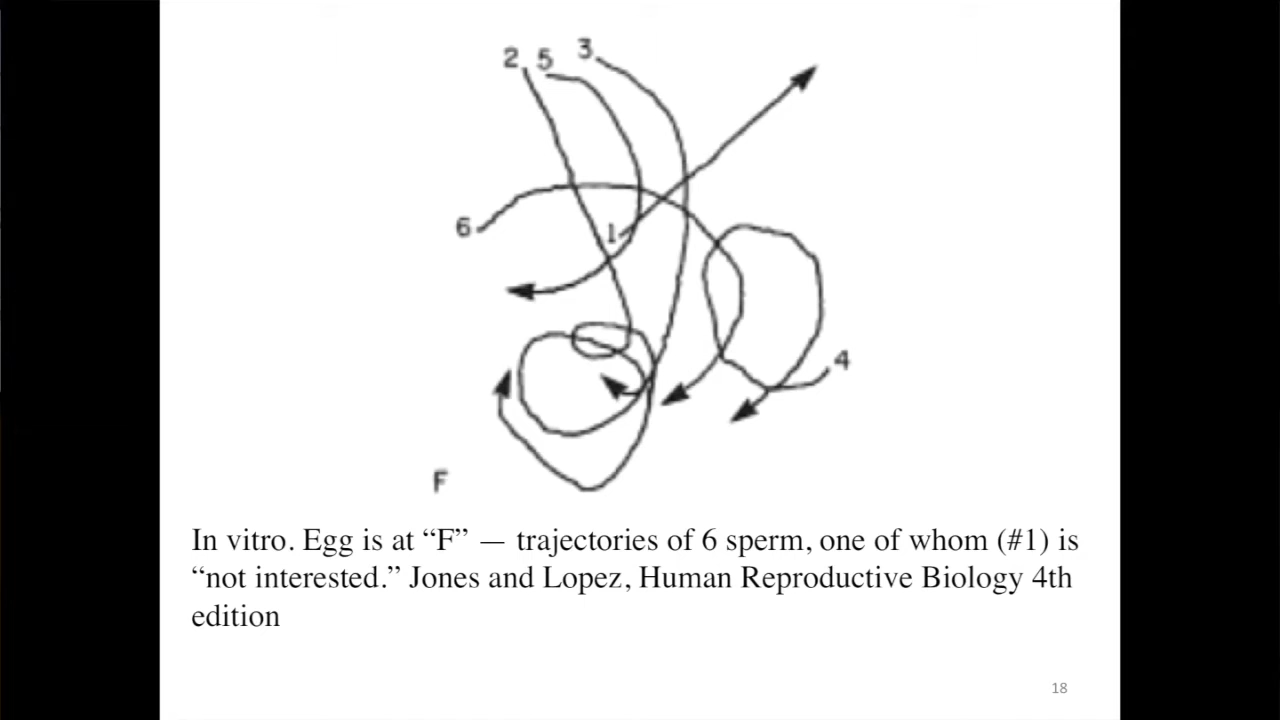 2 5 3
6
1
4
F
In vitro. Egg is at “F” — trajectories of 6 sperm, one of whom (#1) is
“not interested.” Jones and Lopez, Human Reproductive Biology 4th
edition
18